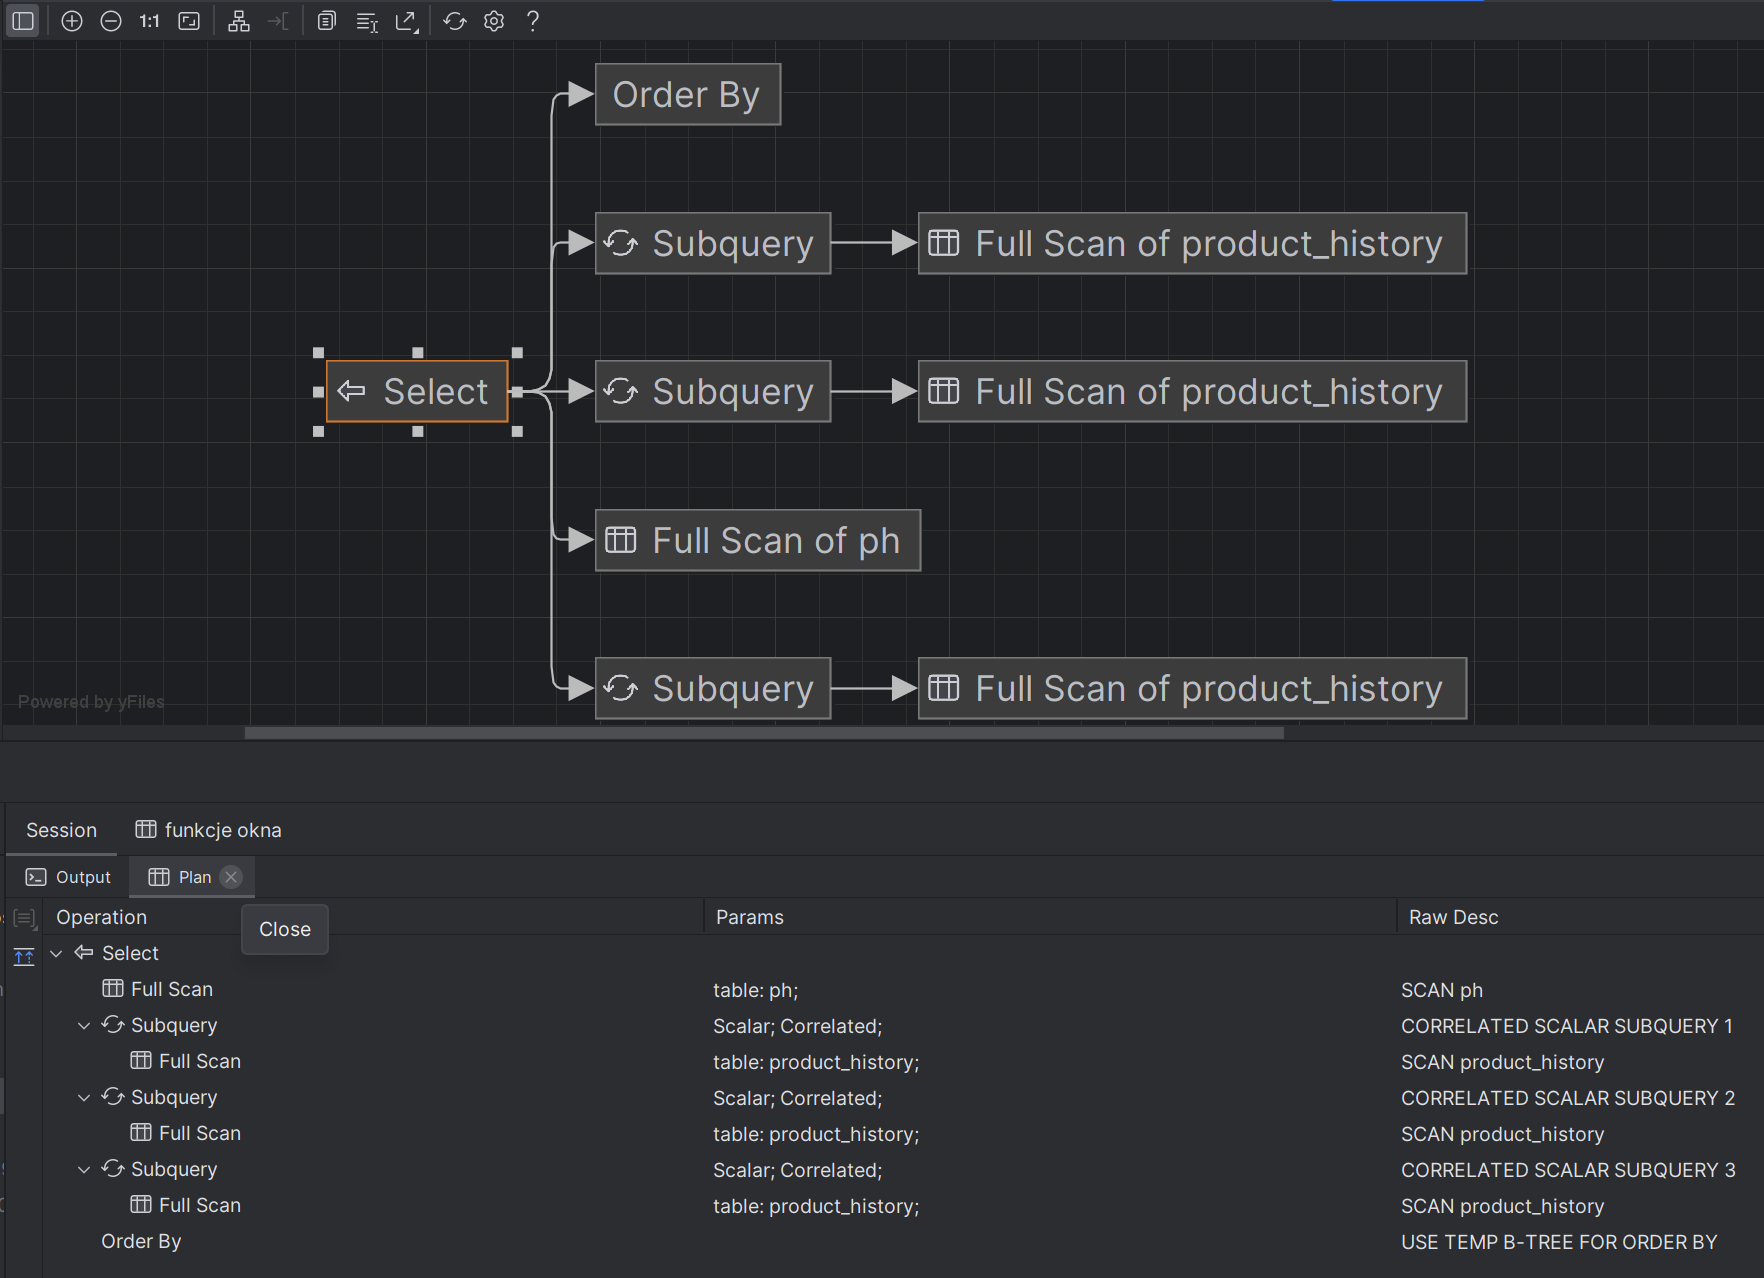 1:1
?
Order By
Subquery
Full Scan of product_history
Select
Subquery
Full Scan of product_history
Full Scan of ph
Subquery
Full Scan of product_history
Powered by yFiles
Session
funkcje okna
Output
Plan
Operation
Params
Raw Desc
Close
Select
Full Scan
table: ph;
SCAN ph
Subquery
Scalar; Correlated;
CORRELATED SCALAR SUBQUERY 1
Full Scan
table: product_history;
SCAN product_history
Subquery
Scalar; Correlated;
CORRELATED SCALAR SUBQUERY 2
Full Scan
table: product_history;
SCAN product_history
Subquery
Scalar; Correlated;
CORRELATED SCALAR SUBQUERY 3
Full Scan
table: product_history;
SCAN product_history
Order By
USE TEMP B-TREE FOR ORDER BY